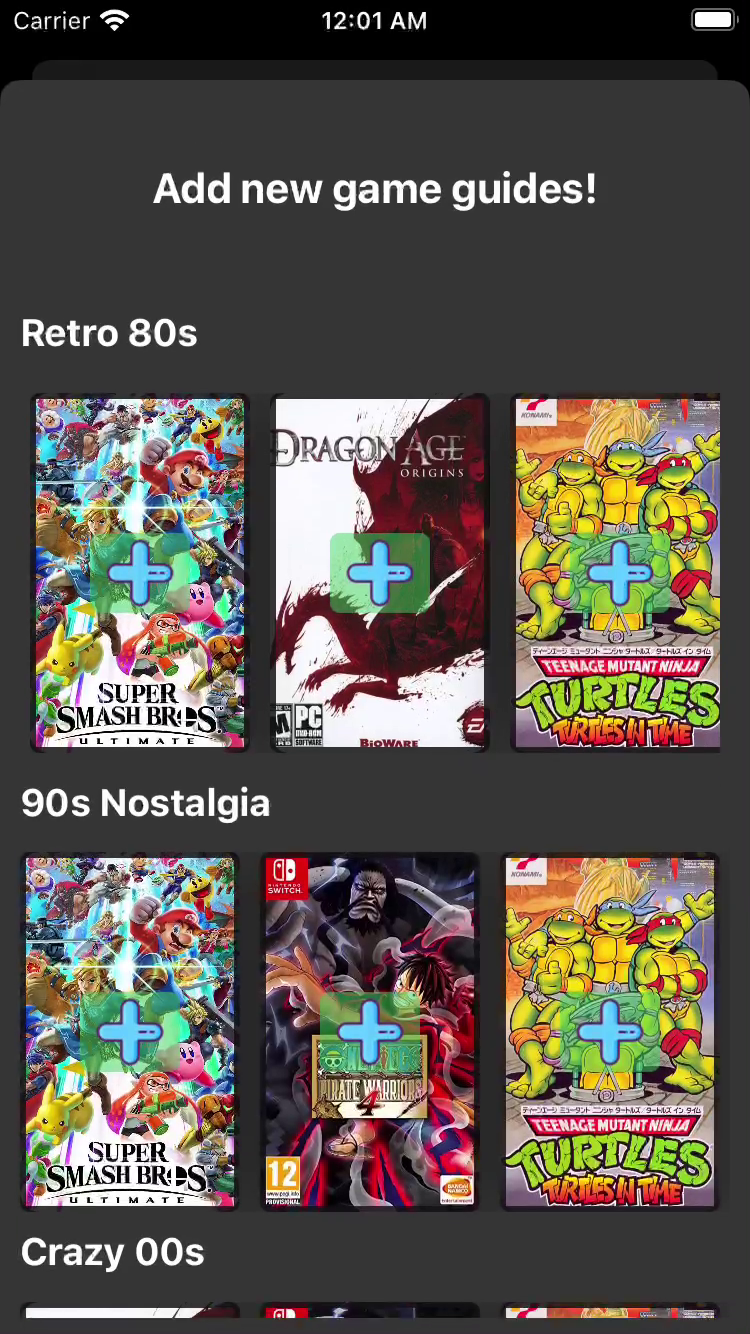 Carrier
12:01 AM
Add new game guides!
Retro 80s
KONAMI
DRAGON AGE
ORIGINS
SUPER
SMASH BROS.
ULTIMATE
M
PC
DVD-ROM
SOFTWARE
BIOWARE
EA
ティーンエージ ミュータント ニンジャ タートルズ タートルズ イン タイム
TEENAGE MUTANT NINJA
TURTLES
TURTLES IN TIME
90s Nostalgia
SUPER
SMASH BROS.
ULTIMATE
NINTENDO
SWITCH
PIRATE WARRIORS
4
12
www.pegi.info
PROVISIONAL
BANDAI
NAMCO
Entertainment
KONAMI
ティーンエージ ミュータント ニンジャ タートルズ タートルズ イン タイム
TEENAGE MUTANT NINJA
TURTLES
TURTLES IN TIME
Crazy 00s